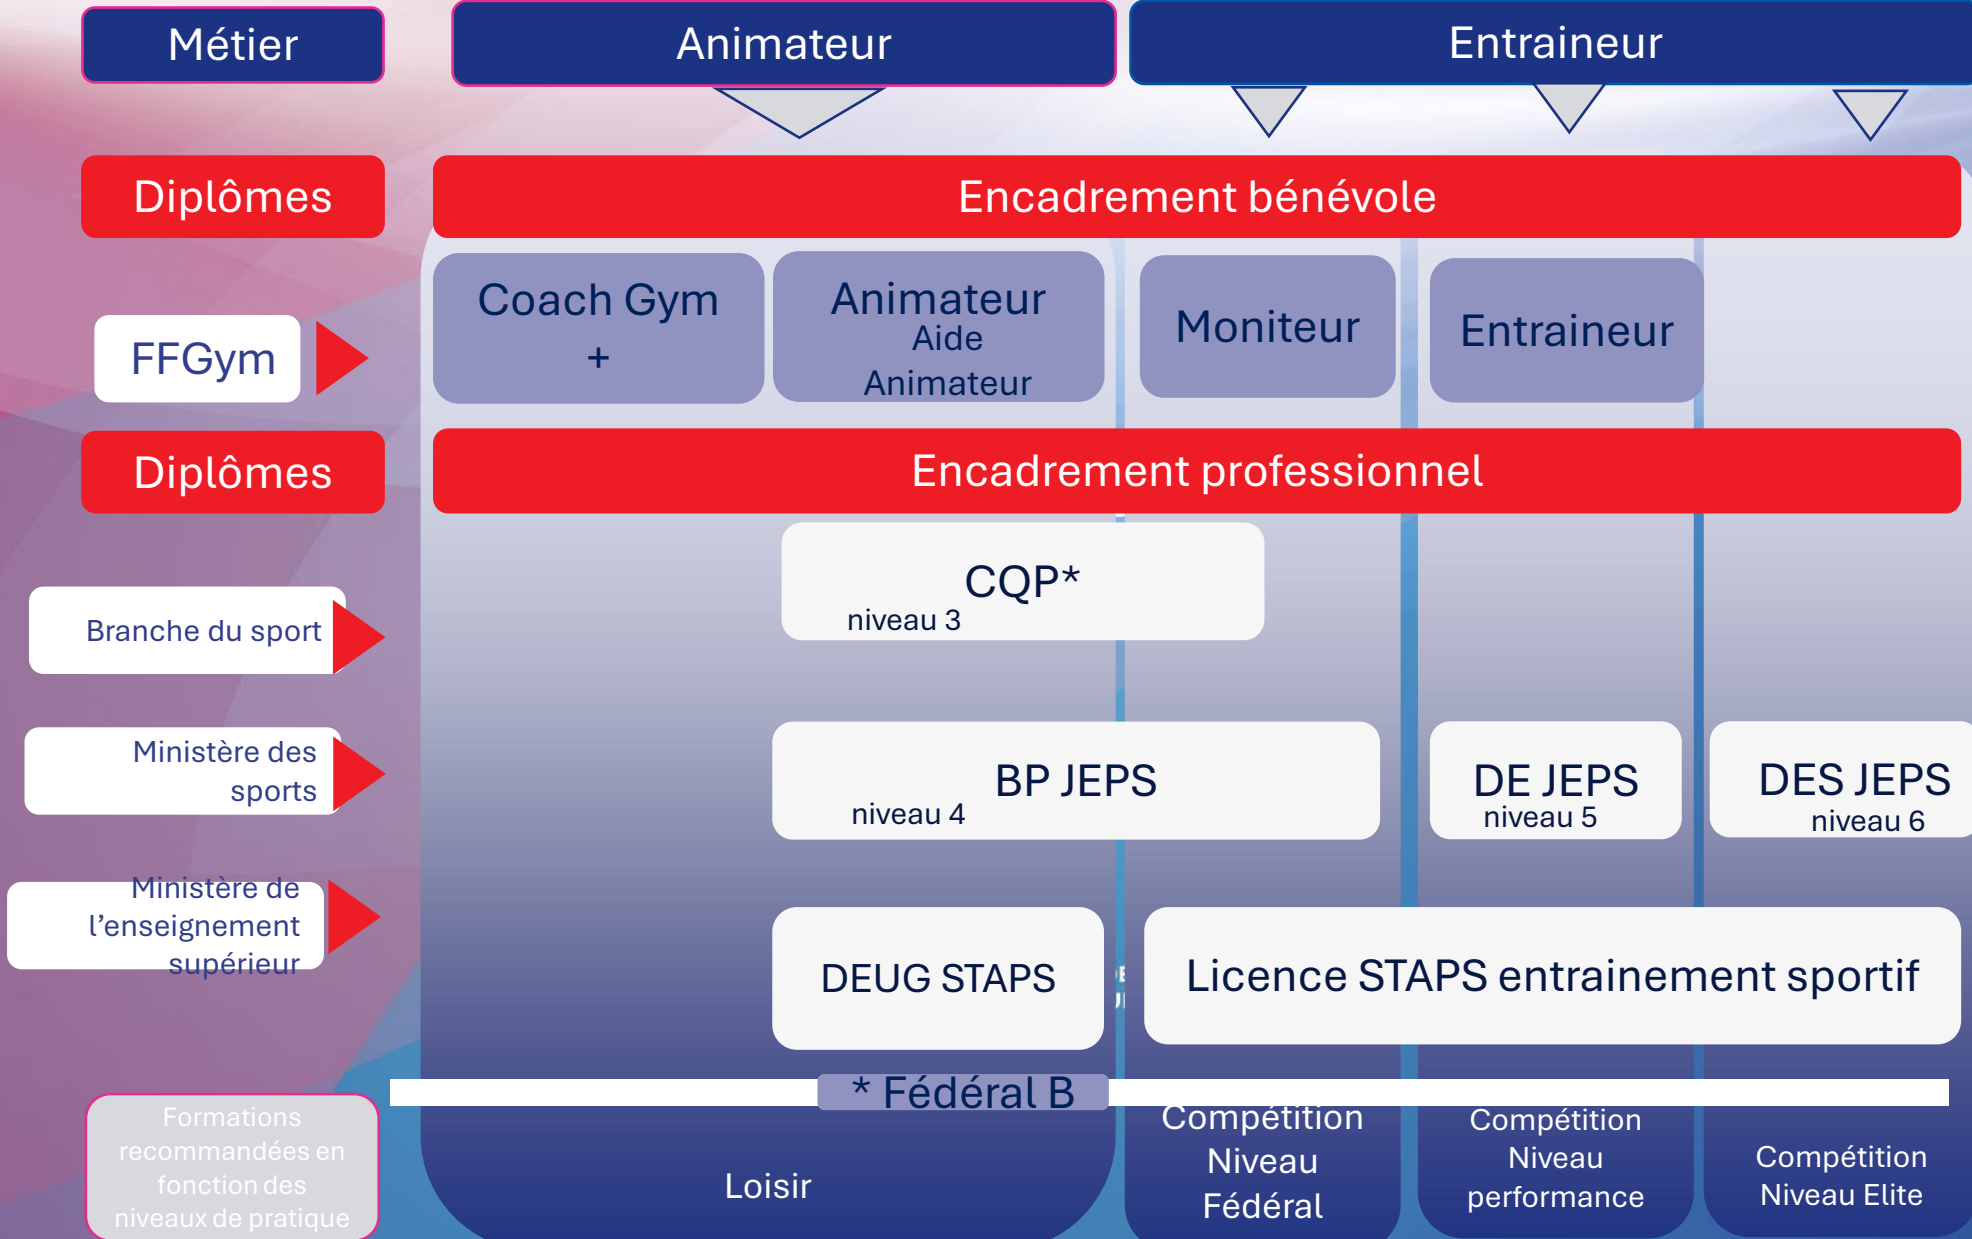 Métier
Animateur
Entraineur
Diplômes
Encadrement bénévole
FFGym
Coach Gym
+
Animateur
Aide
Animateur
Moniteur
Entraineur
Diplômes
Encadrement professionnel
Branche du sport
CQP*
niveau 3
Ministère des
sports
BP JEPS
niveau 4
DE JEPS
niveau 5
DES JEPS
niveau 6
Ministère de
l’enseignement
supérieur
DEUG STAPS
Licence STAPS entrainement sportif
* Fédéral B
Formations
recommandées en
fonction des
niveaux de pratique
Loisir
Compétition
Niveau
Fédéral
Compétition
Niveau
performance
Compétition
Niveau Elite